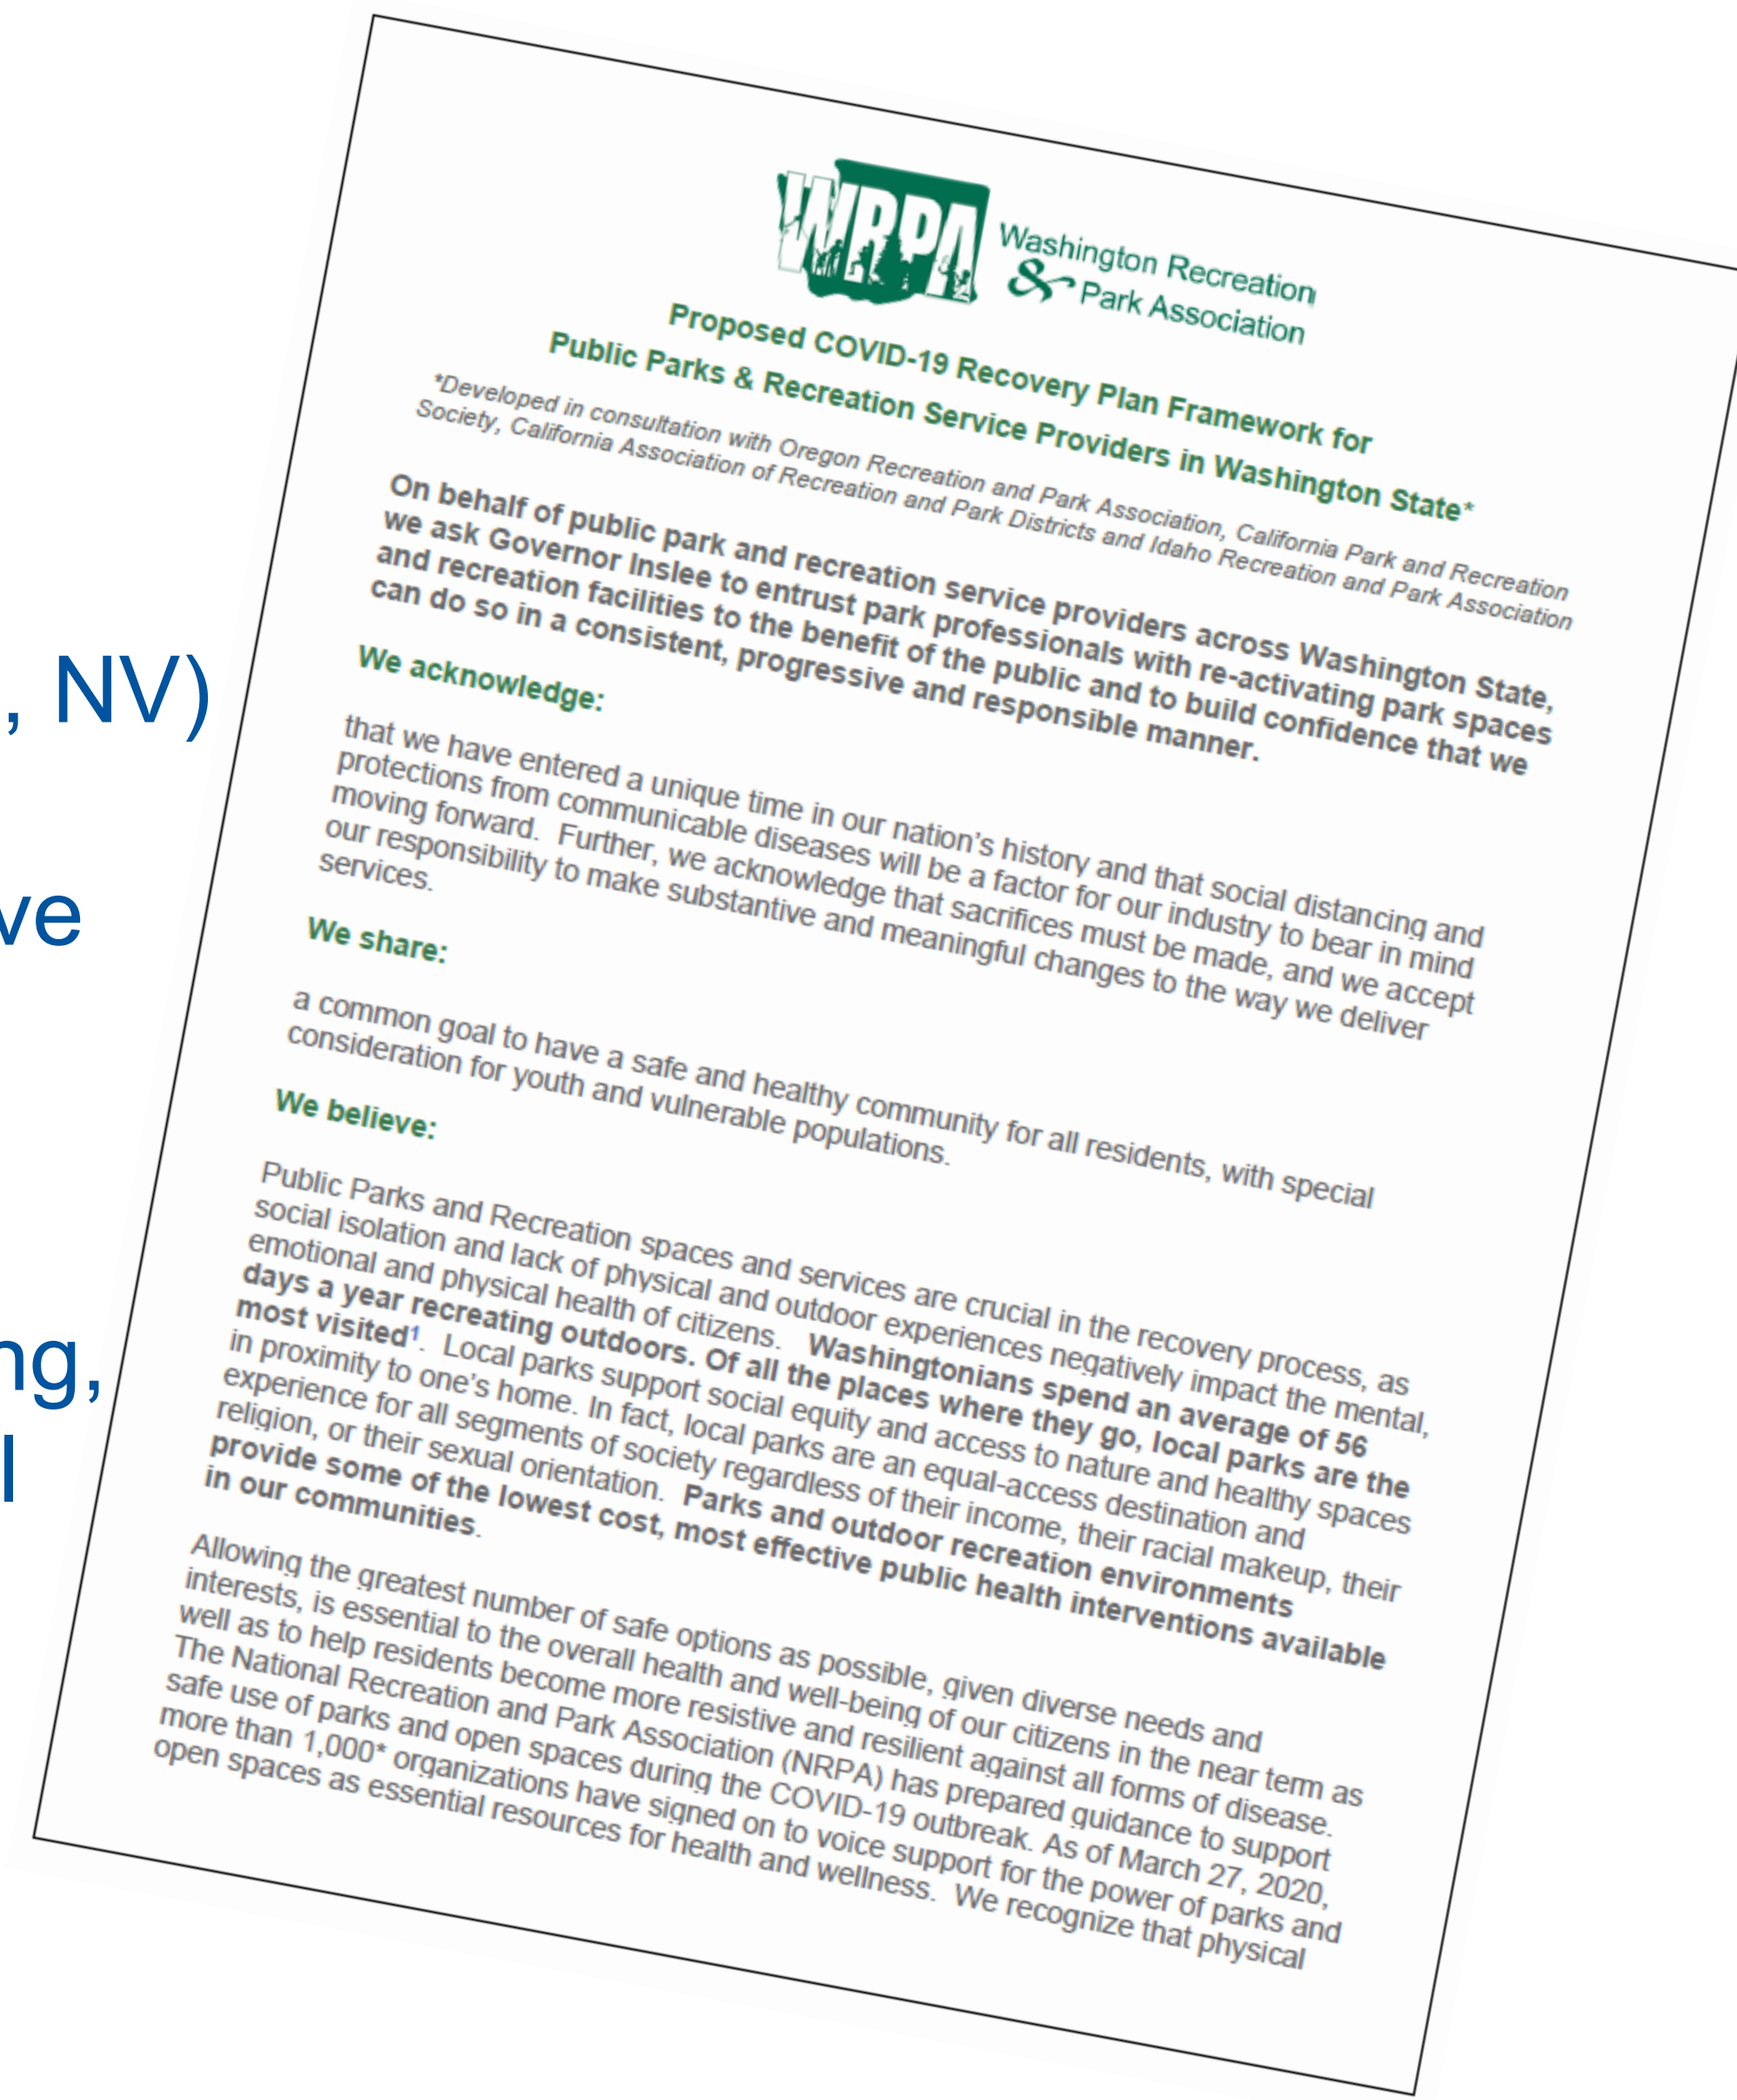 , NV)
ve
ng,
l
WRPA
Washington Recreation
& Park Association
Proposed COVID-19 Recovery Plan Framework for
Public Parks & Recreation Service Providers in Washington State*
*Developed in consultation with Oregon Recreation and Park Association, California Park and Recreation
Society, California Association of Recreation and Park Districts and Idaho Recreation and Park Association
On behalf of public park and recreation service providers across Washington State,
we ask Governor Inslee to entrust park professionals with re-activating park spaces
and recreation facilities to the benefit of the public and to build confidence that we
can do so in a consistent, progressive and responsible manner.
We acknowledge:
that we have entered a unique time in our nation's history and that social distancing and
protections from communicable diseases will be a factor for our industry to bear in mind
moving forward.  Further, we acknowledge that sacrifices must be made, and we accept
our responsibility to make substantive and meaningful changes to the way we deliver
services.
We share:
a common goal to have a safe and healthy community for all residents, with special
consideration for youth and vulnerable populations.
We believe:
Public Parks and Recreation spaces and services are crucial in the recovery process, as
social isolation and lack of physical and outdoor experiences negatively impact the mental,
emotional and physical health of citizens.  Washingtonians spend an average of 56
days a year recreating outdoors. Of all the places where they go, local parks are the
most visited¹.  Local parks support social equity and access to nature and healthy spaces
in proximity to one's home. In fact, local parks are an equal-access destination and
experience for all segments of society regardless of their income, their racial makeup, their
religion, or their sexual orientation.  Parks and outdoor recreation environments
provide some of the lowest cost, most effective public health interventions available
in our communities.
Allowing the greatest number of safe options as possible, given diverse needs and
interests, is essential to the overall health and well-being of our citizens in the near term as
well as to help residents become more resistive and resilient against all forms of disease.
The National Recreation and Park Association (NRPA) has prepared guidance to support
safe use of parks and open spaces during the COVID-19 outbreak. As of March 27, 2020,
more than 1,000* organizations have signed on to voice support for the power of parks and
open spaces as essential resources for health and wellness.  We recognize that physical